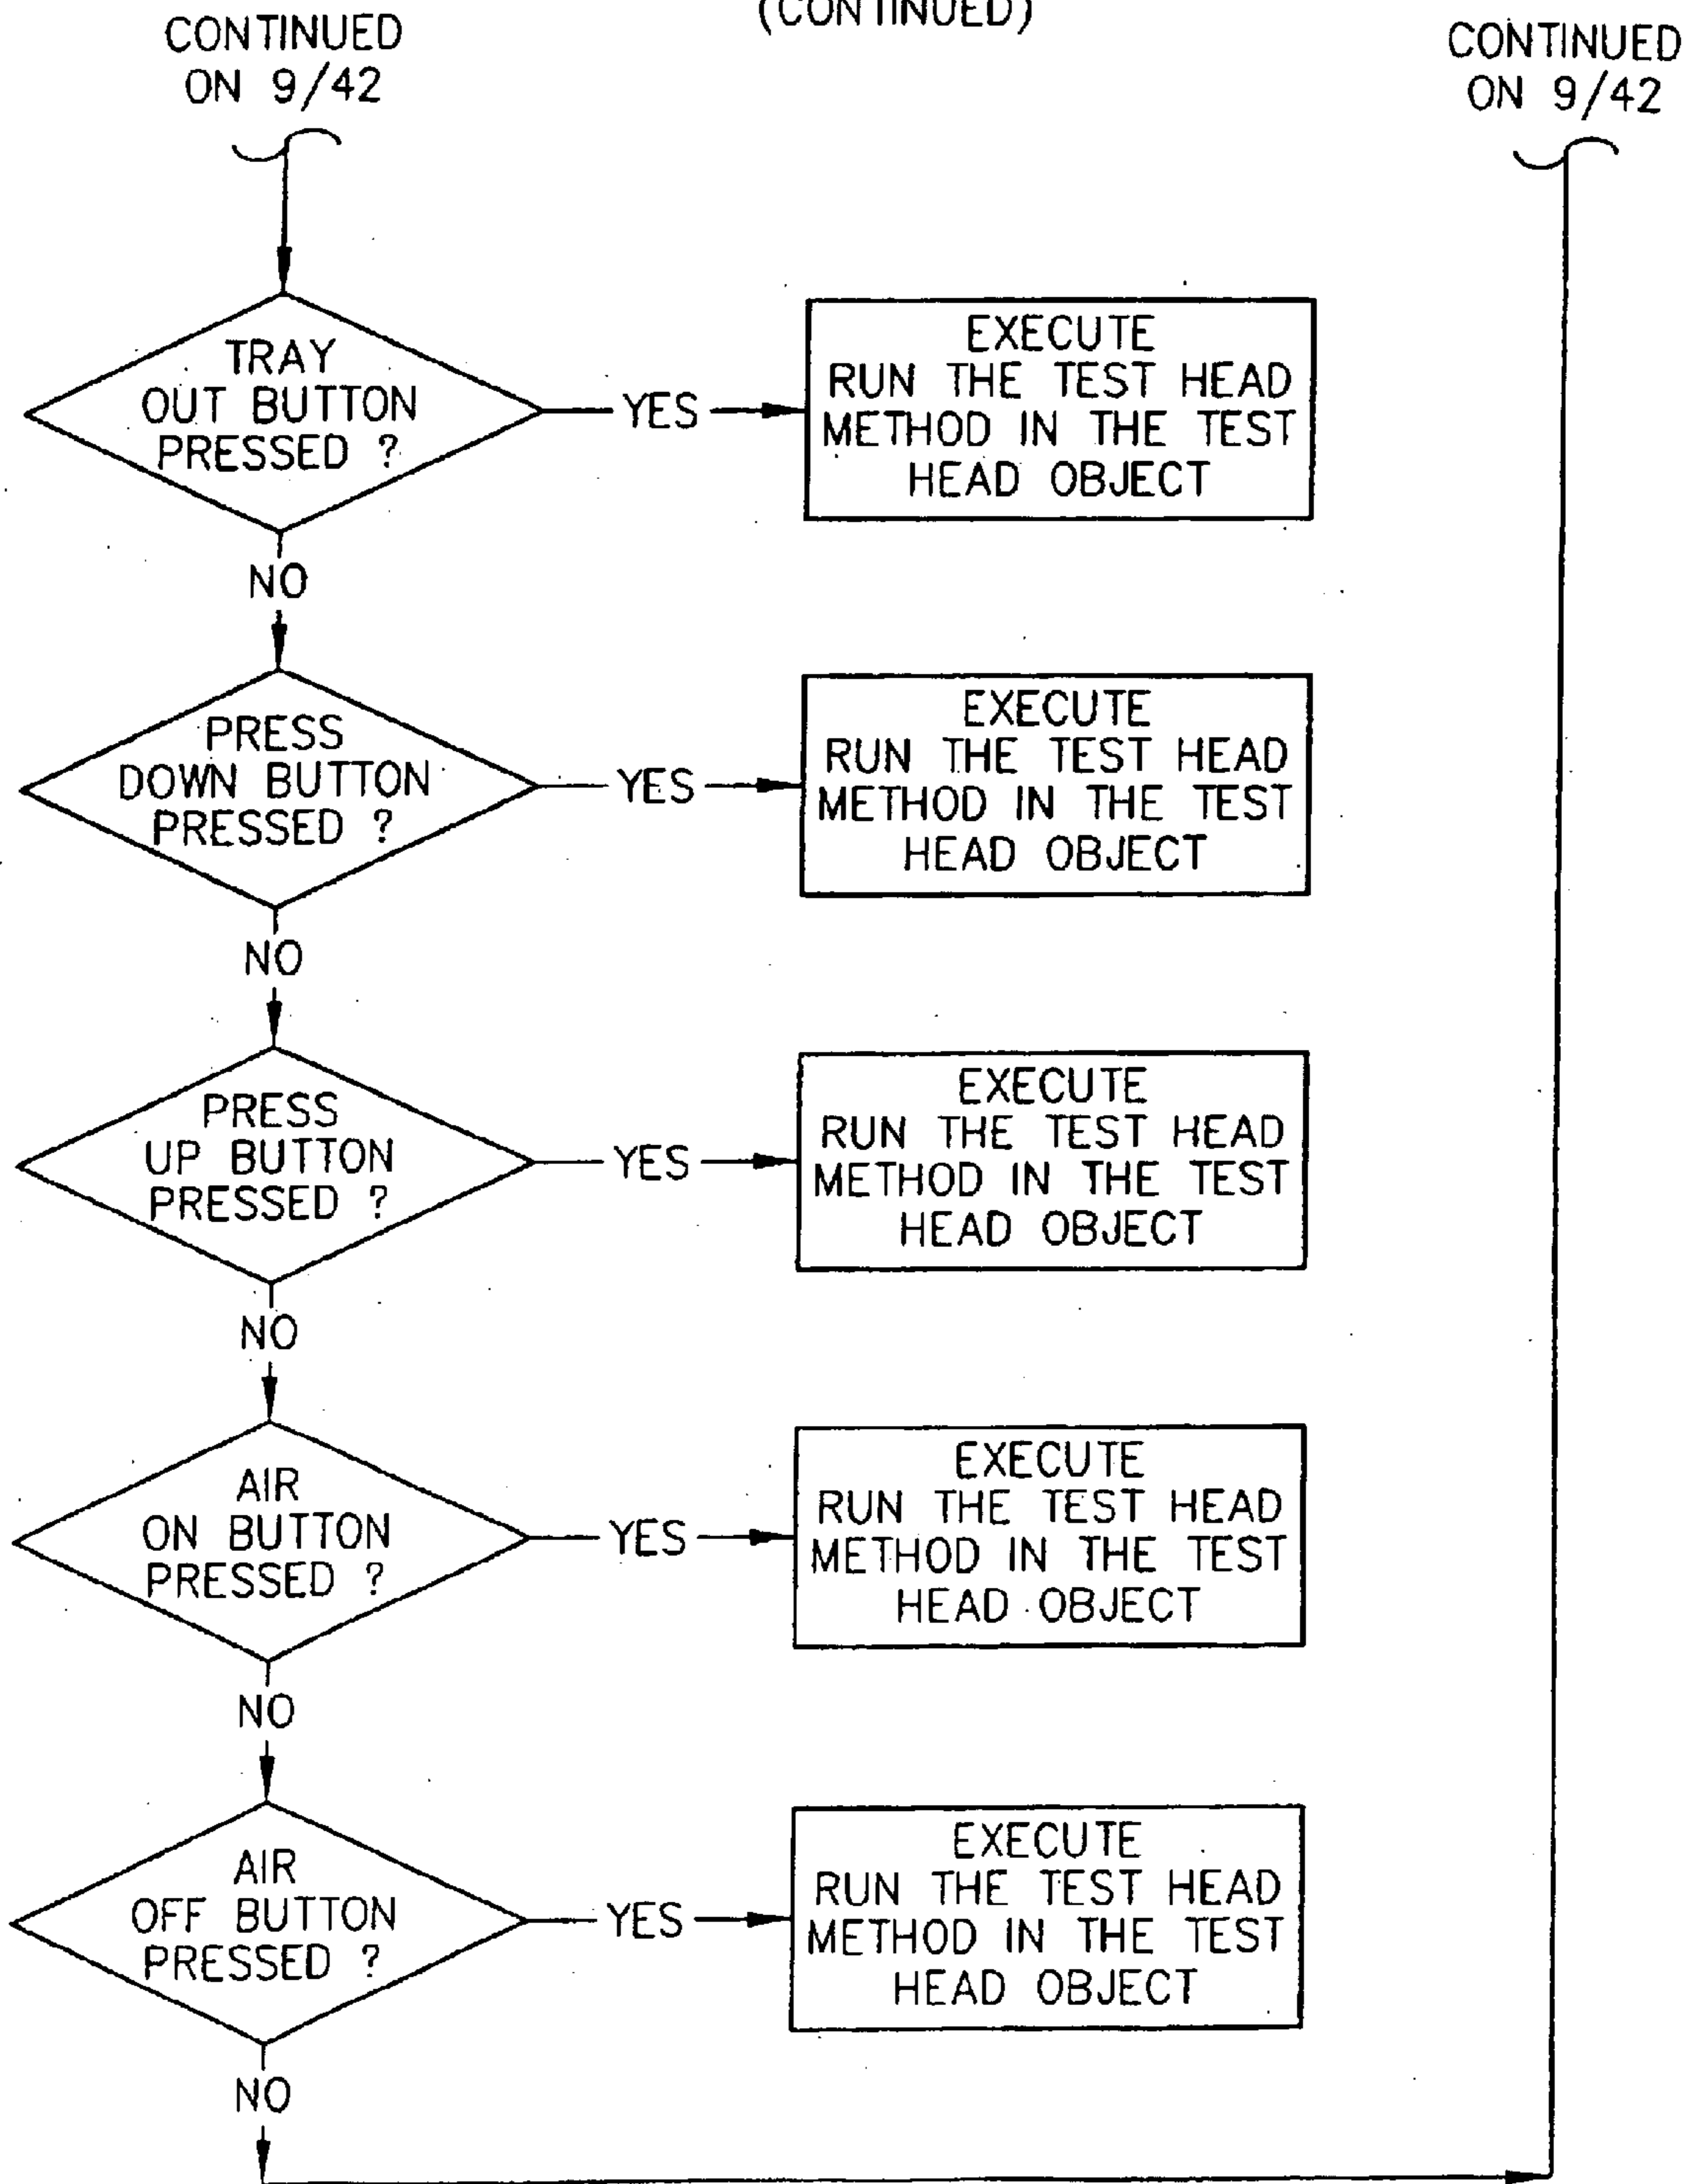 (CONTINUED)
CONTINUED
ON 9/42
CONTINUED
ON 9/42
TRAY
OUT BUTTON
PRESSED ?
YES
EXECUTE
RUN THE TEST HEAD
METHOD IN THE TEST
HEAD OBJECT
NO
PRESS
DOWN BUTTON
PRESSED ?
YES
EXECUTE
RUN THE TEST HEAD
METHOD IN THE TEST
HEAD OBJECT
NO
PRESS
UP BUTTON
PRESSED ?
YES
EXECUTE
RUN THE TEST HEAD
METHOD IN THE TEST
HEAD OBJECT
NO
AIR
ON BUTTON
PRESSED ?
YES
EXECUTE
RUN THE TEST HEAD
METHOD IN THE TEST
HEAD OBJECT
NO
AIR
OFF BUTTON
PRESSED ?
YES
EXECUTE
RUN THE TEST HEAD
METHOD IN THE TEST
HEAD OBJECT
NO